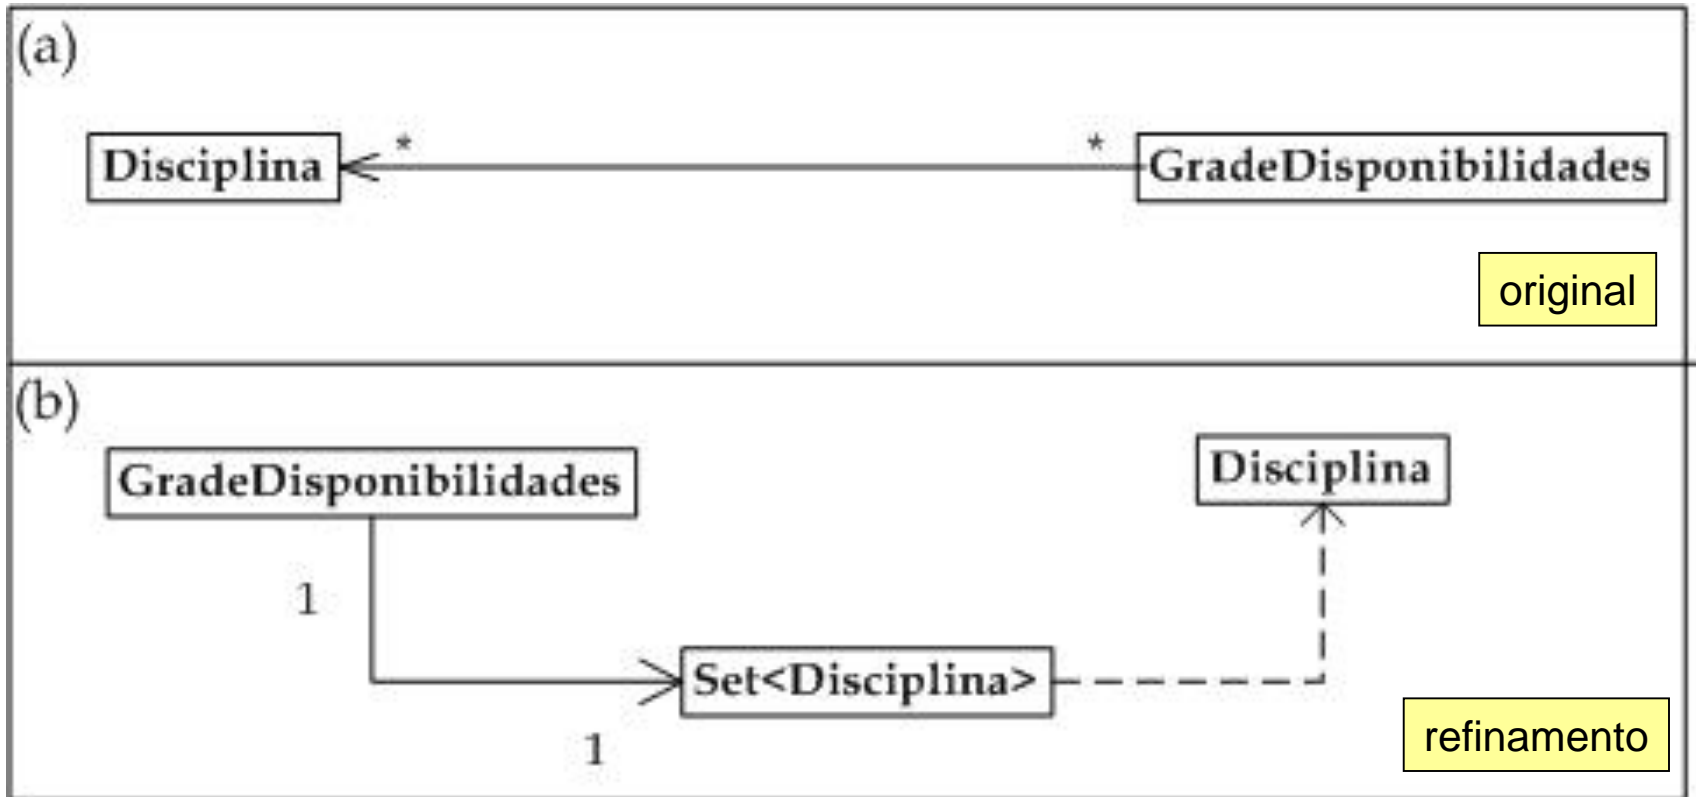 (a)
* *
Disciplina GradeDisponibilidades
original
(b)
GradeDisponibilidades Disciplina
1
Set<Disciplina>
1
refinamento